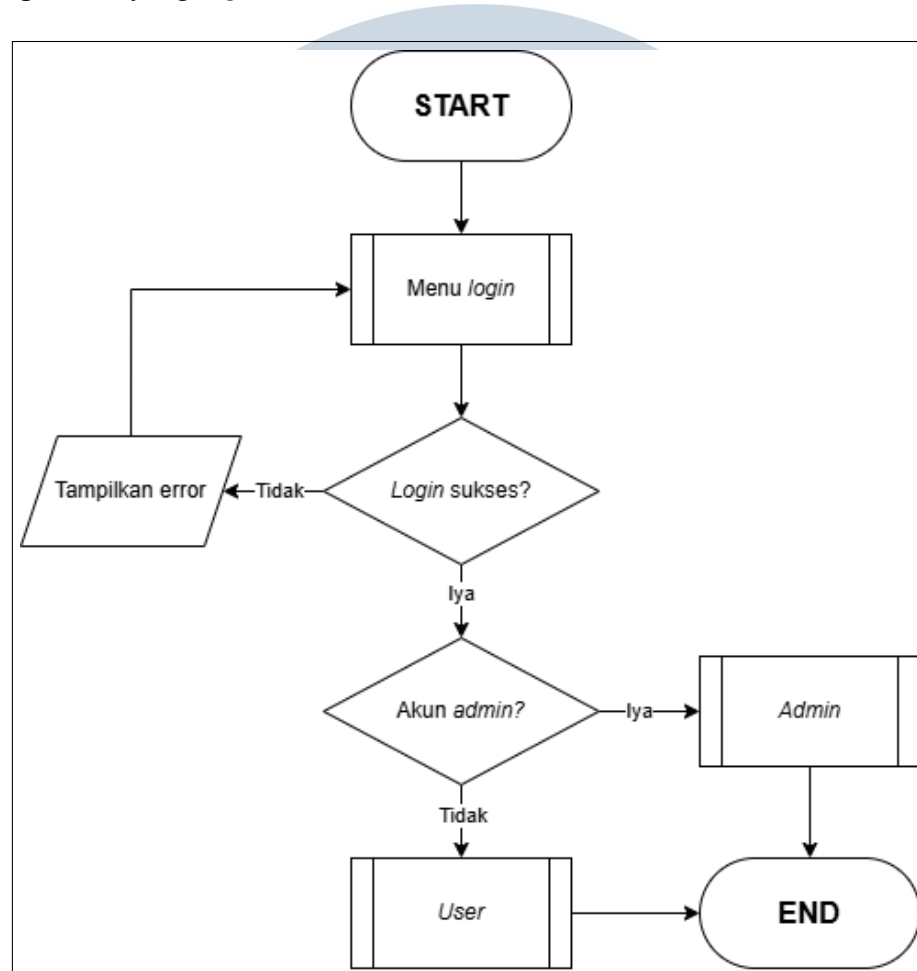 START
Menu login
Tampilkan error
Tidak
Login sukses?
Iya
Akun admin?
Iya
Admin
Tidak
User
END